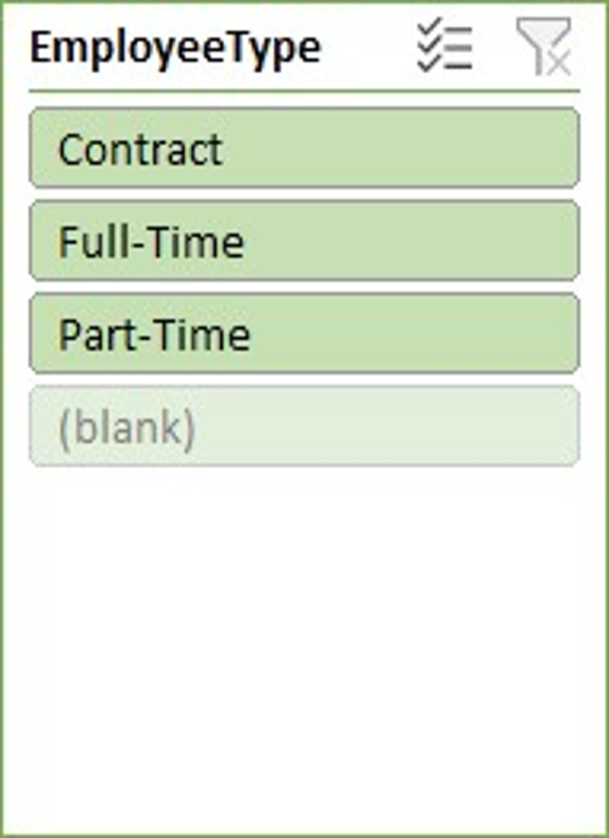 EmployeeType
Contract
Full-Time
Part-Time
(blank)